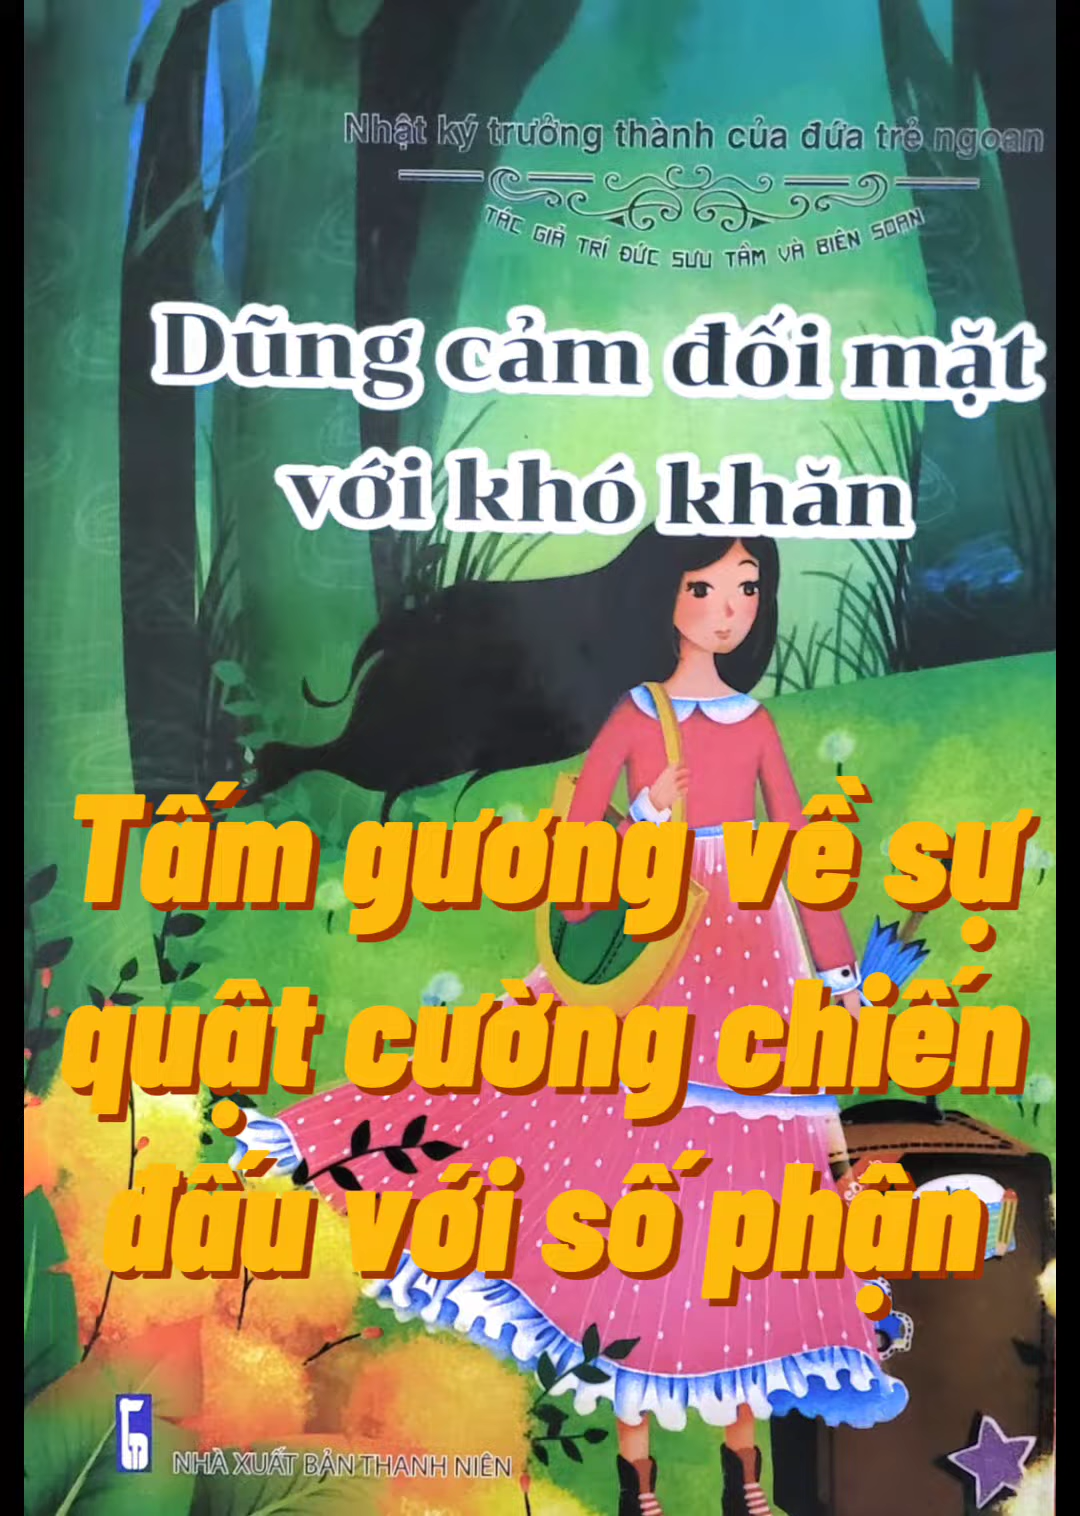 Nhật ký trưởng thành của đứa trẻ ngoan
TÁC GIẢ TRÍ ĐỨC SƯU TẦM VÀ BIÊN SOẠN
Dũng cảm đối mặt
với khó khăn
Tấm gương về sự
quật cường chiến
đấu với số phận
NHÀ XUẤT BẢN THANH NIÊN